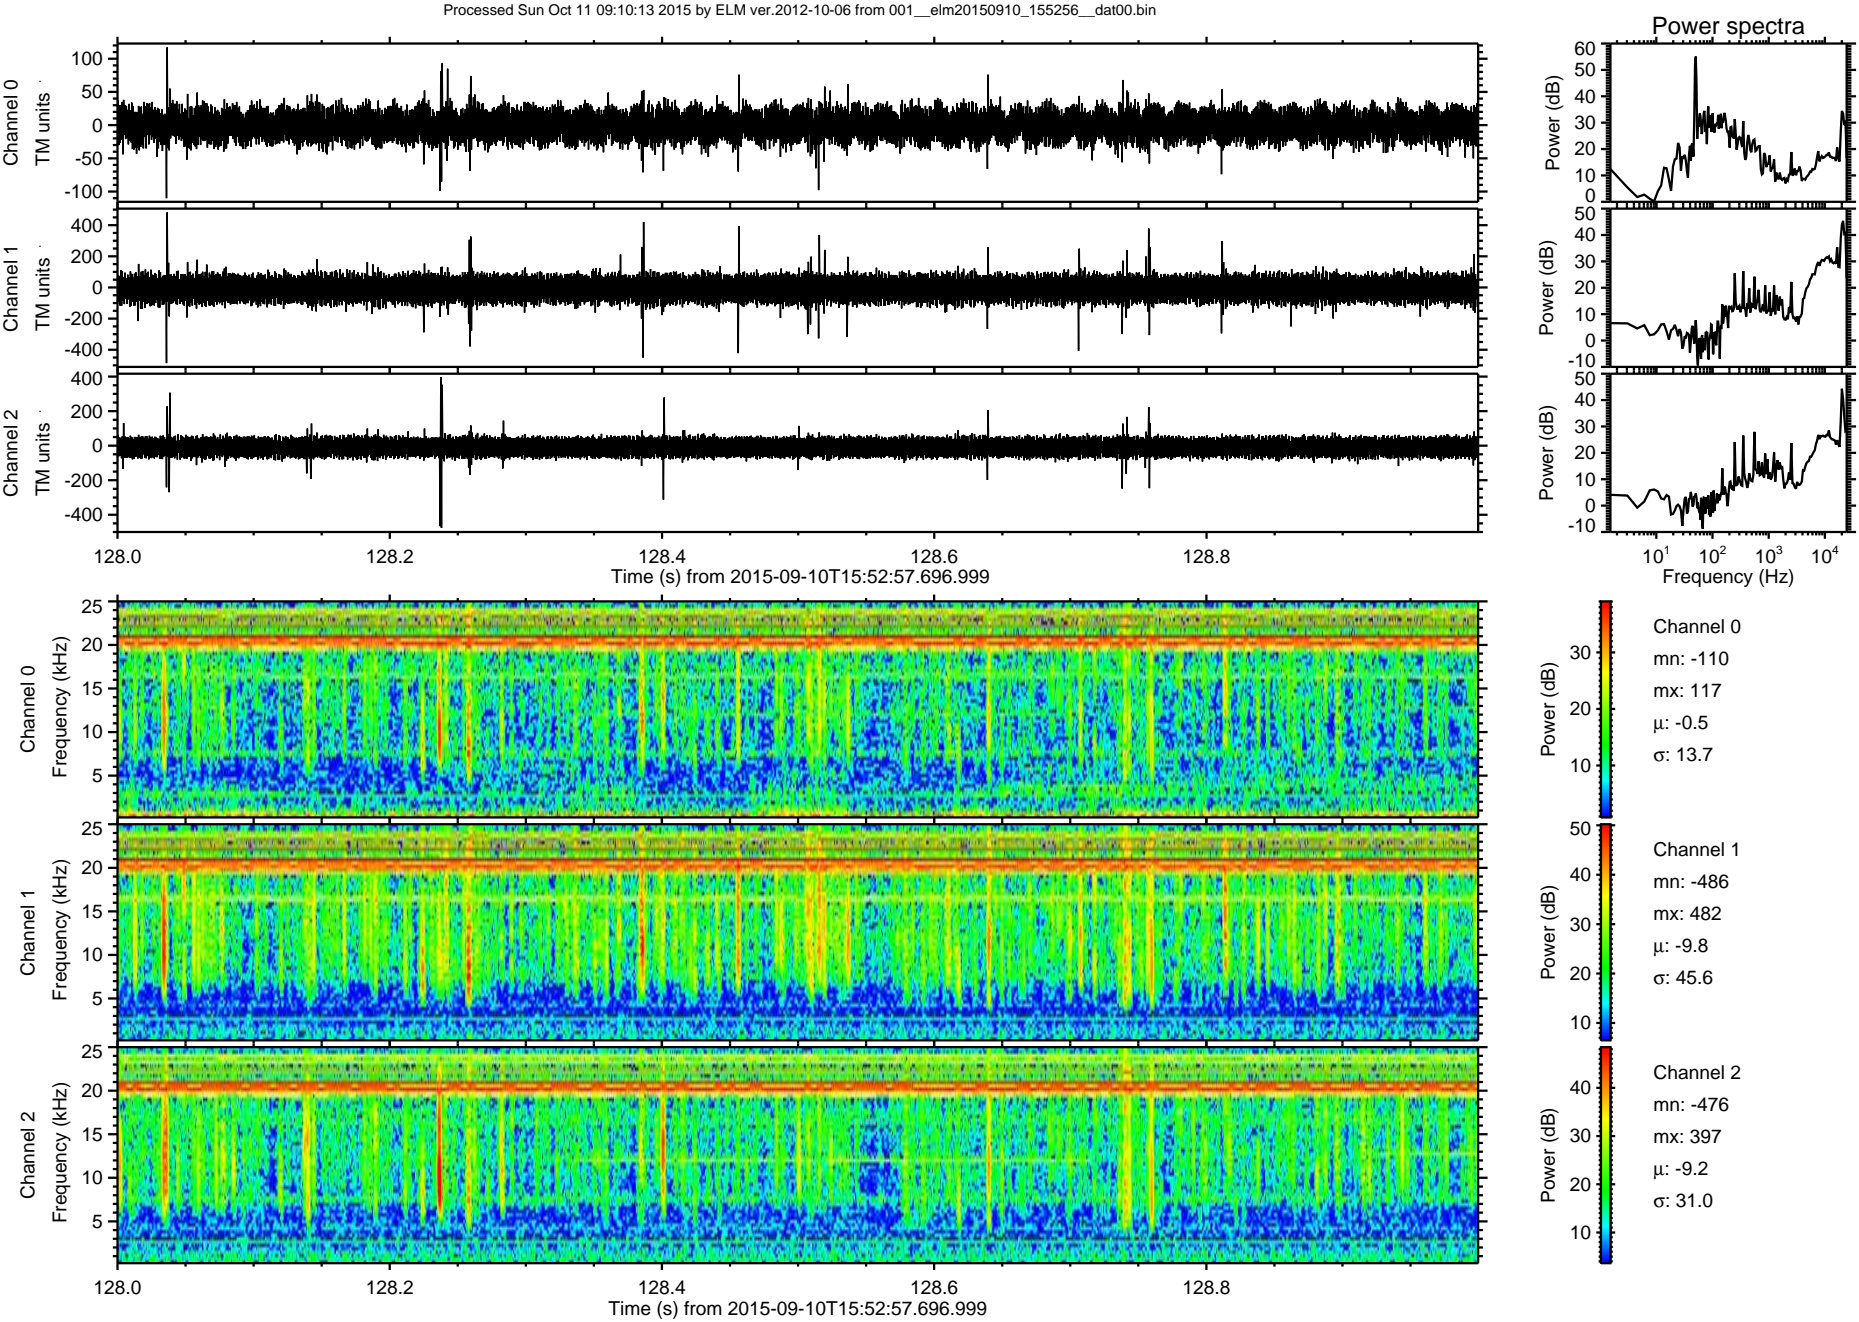 Processed Sun Oct 11 09:10:13 2015 by ELM ver.2012-10-06 from 001__elm20150910_155256__dat00.bin
Power spectra
Channel 0
TM units
100
50
0
-50
-100
Power (dB)
60
50
40
30
20
10
0
Channel 1
TM units
400
200
0
-200
-400
Power (dB)
50
40
30
20
10
0
-10
Channel 2
TM units
400
200
0
-200
-400
Power (dB)
50
40
30
20
10
0
-10
128.0 128.2 128.4 128.6 128.8
Time (s) from 2015-09-10T15:52:57.696.999
10¹ 10² 10³ 10⁴
Frequency (Hz)
Channel 0
Frequency (kHz)
25
20
15
10
5
Power (dB)
30
20
10
Channel 0
mn: -110
mx: 117
μ: -0.5
σ: 13.7
Channel 1
Frequency (kHz)
25
20
15
10
5
Power (dB)
50
40
30
20
10
Channel 1
mn: -486
mx: 482
μ: -9.8
σ: 45.6
Channel 2
Frequency (kHz)
25
20
15
10
5
Power (dB)
40
30
20
10
Channel 2
mn: -476
mx: 397
μ: -9.2
σ: 31.0
128.0 128.2 128.4 128.6 128.8
Time (s) from 2015-09-10T15:52:57.696.999